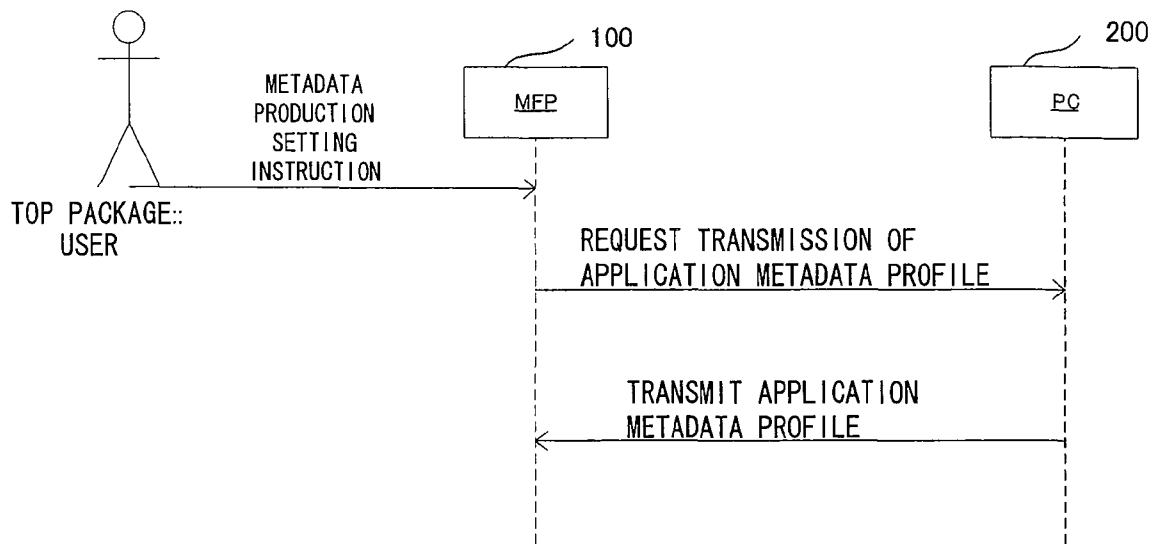 100
200
MFP
PC
METADATA
PRODUCTION
SETTING
INSTRUCTION
TOP PACKAGE::
USER
REQUEST TRANSMISSION OF
APPLICATION METADATA PROFILE
TRANSMIT APPLICATION
METADATA PROFILE